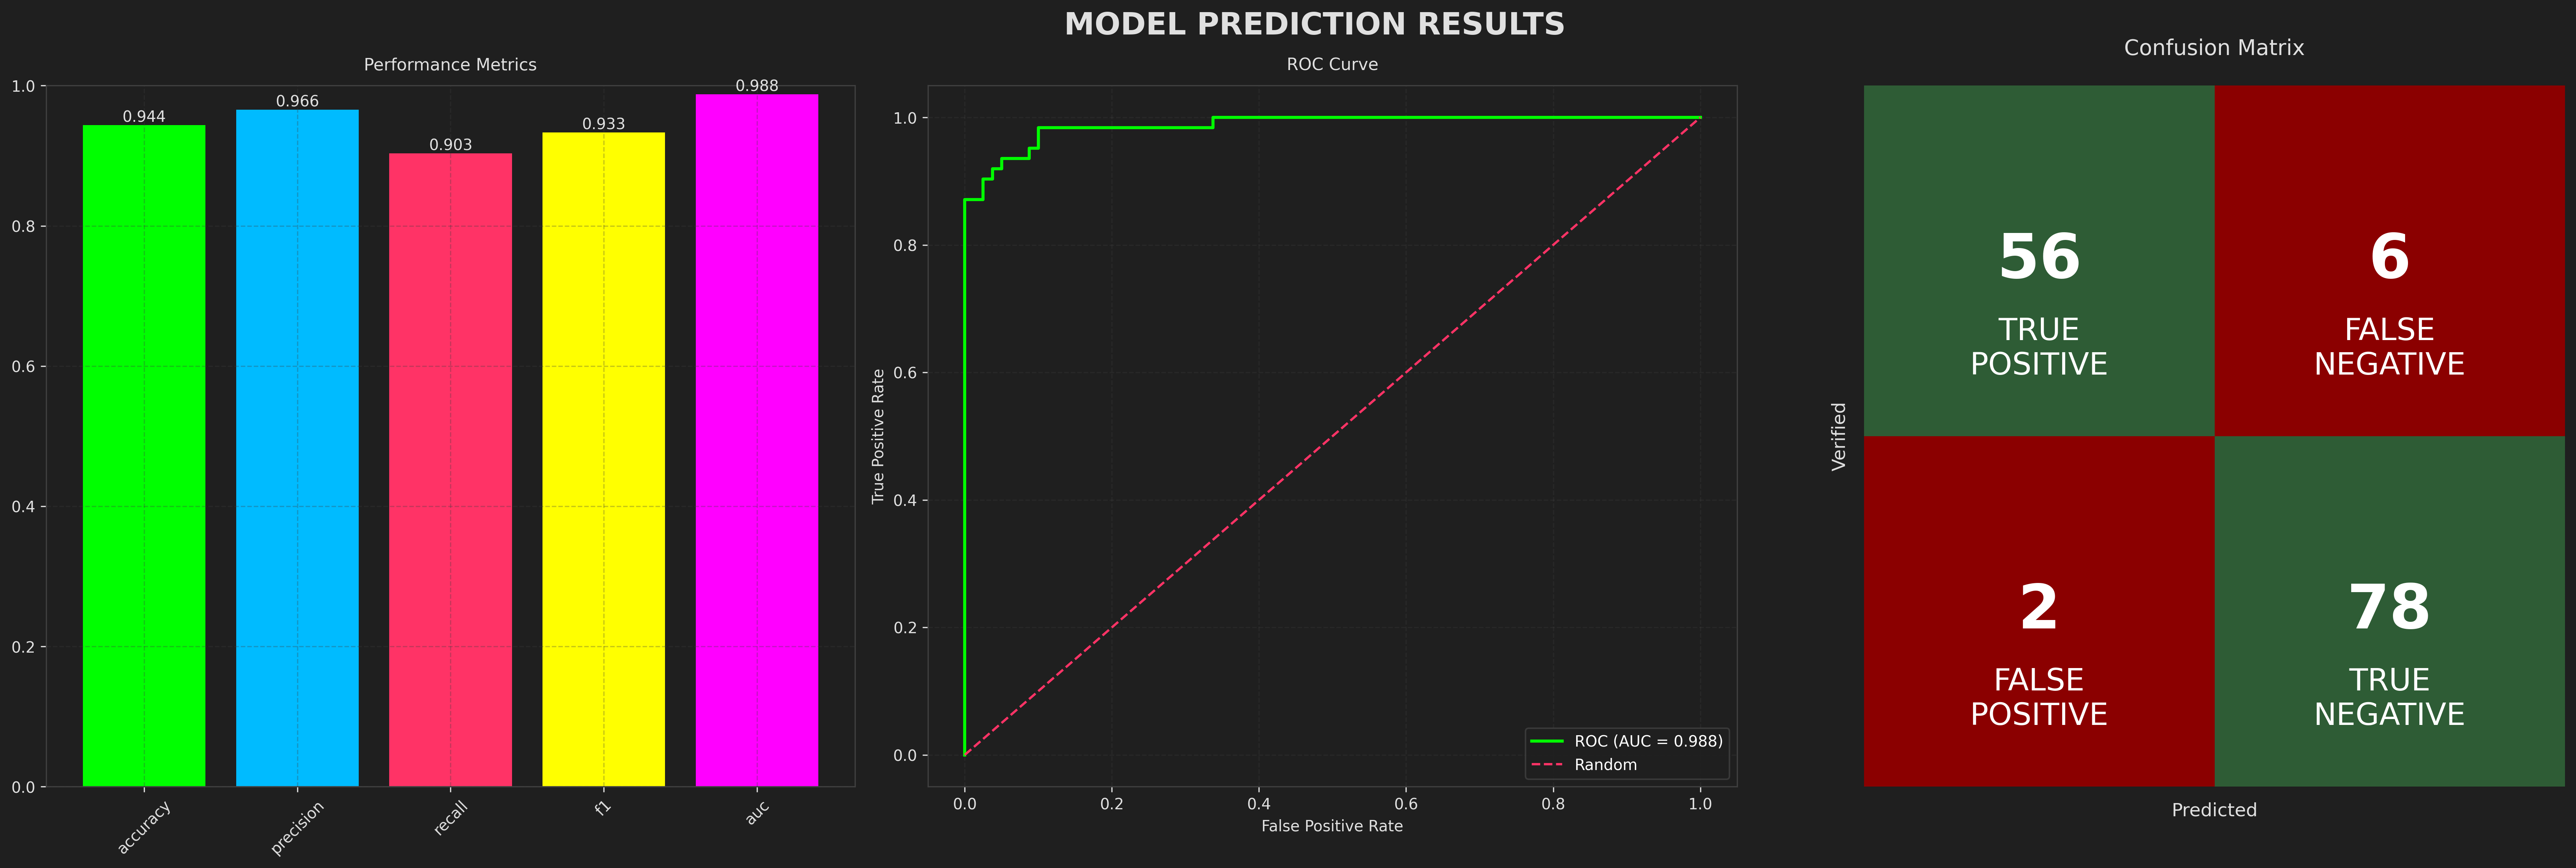 MODEL PREDICTION RESULTS
Performance Metrics
1.0
0.8
0.6
0.4
0.2
0.0
0.944
0.966
0.903
0.933
0.988
accuracy
precision
recall
f1
auc
ROC Curve
True Positive Rate
1.0
0.8
0.6
0.4
0.2
0.0
0.0
0.2
0.4
0.6
0.8
1.0
False Positive Rate
ROC (AUC = 0.988)
Random
Confusion Matrix
Verified
56
TRUE
POSITIVE
6
FALSE
NEGATIVE
2
FALSE
POSITIVE
78
TRUE
NEGATIVE
Predicted